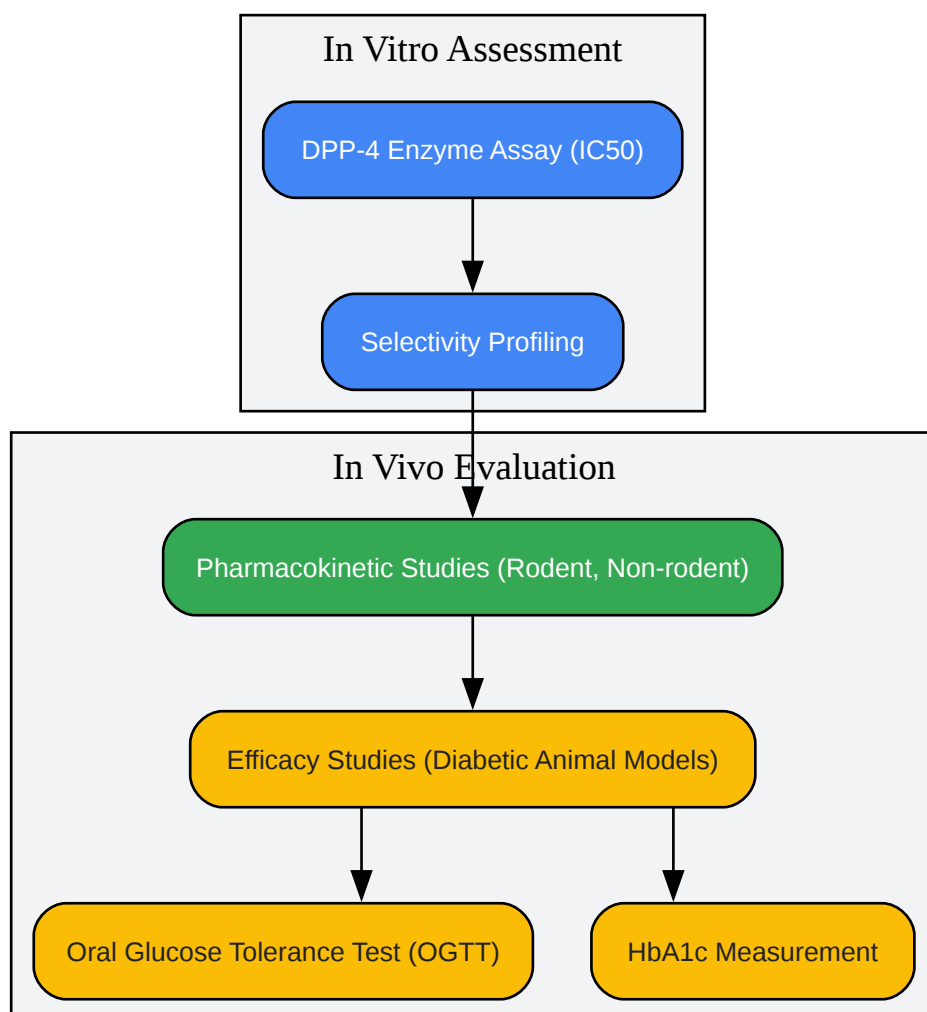 In Vitro Assessment
DPP-4 Enzyme Assay (IC50)
Selectivity Profiling
In Vivo Evaluation
Pharmacokinetic Studies (Rodent, Non-rodent)
Efficacy Studies (Diabetic Animal Models)
Oral Glucose Tolerance Test (OGTT)
HbA1c Measurement